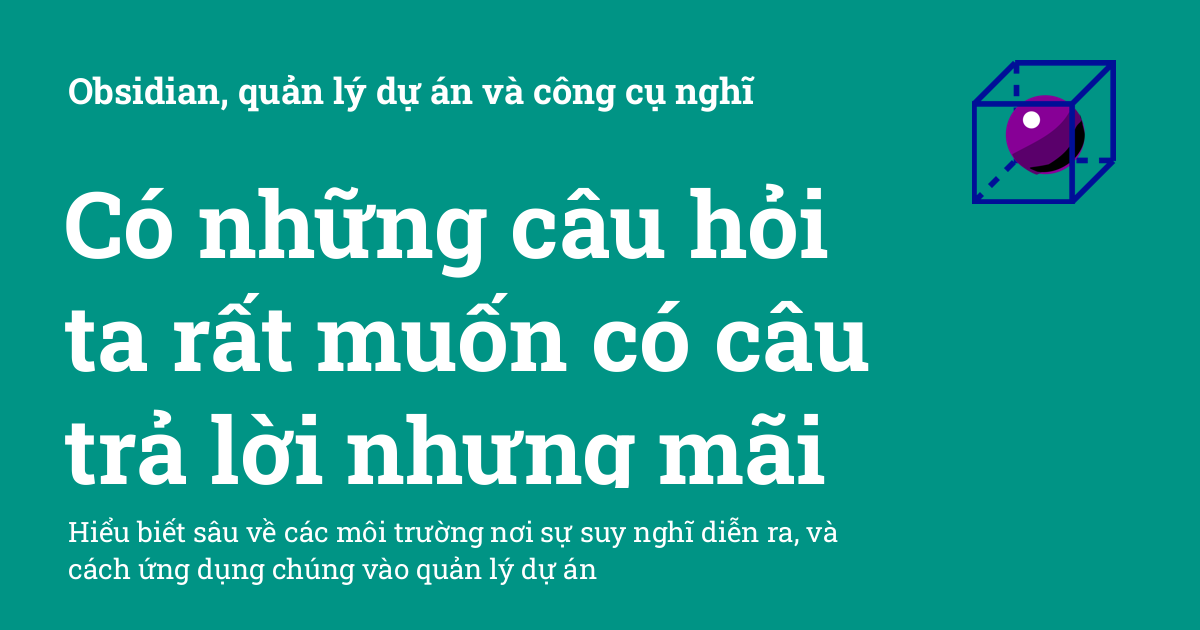 Obsidian, quản lý dự án và công cụ nghĩ
Có những câu hỏi
ta rất muốn có câu
trả lời nhưng mãi
Hiểu biết sâu về các môi trường nơi sự suy nghĩ diễn ra, và
cách ứng dụng chúng vào quản lý dự án